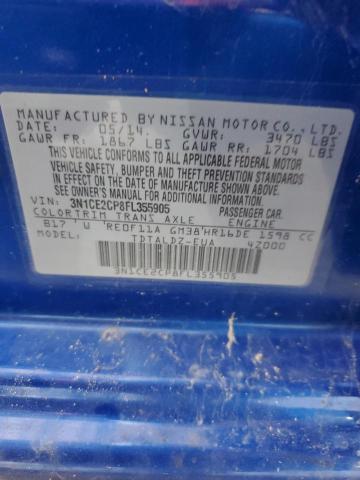 MANUFACTURED BY NISSAN MOTOR CO., LTD.
DATE: 05/14. GVWR: 3470 LBS
GAWR FR: 1867 LBS GAWR RR: 1704 LBS
THIS VEHICLE CONFORMS TO ALL APPLICABLE FEDERAL MOTOR
VEHICLE SAFETY, BUMPER AND THEFT PREVENTION STANDARDS
IN EFFECT ON THE DATE OF MANUFACTURE SHOWN ABOVE.
SEE OWNER'S MANUAL FOR ADDITIONAL INFORMATION
VIN: 3N1CE2CP8FL355905 PASSENGER CAR.
COLOR TRIM TRANS AXLE ENGINE
B17 W RE0F11A GM38 HR16DE 1598 CC
MODEL: TDTALDZ-EUA 4Z000
3N1CE2CP8FL355905